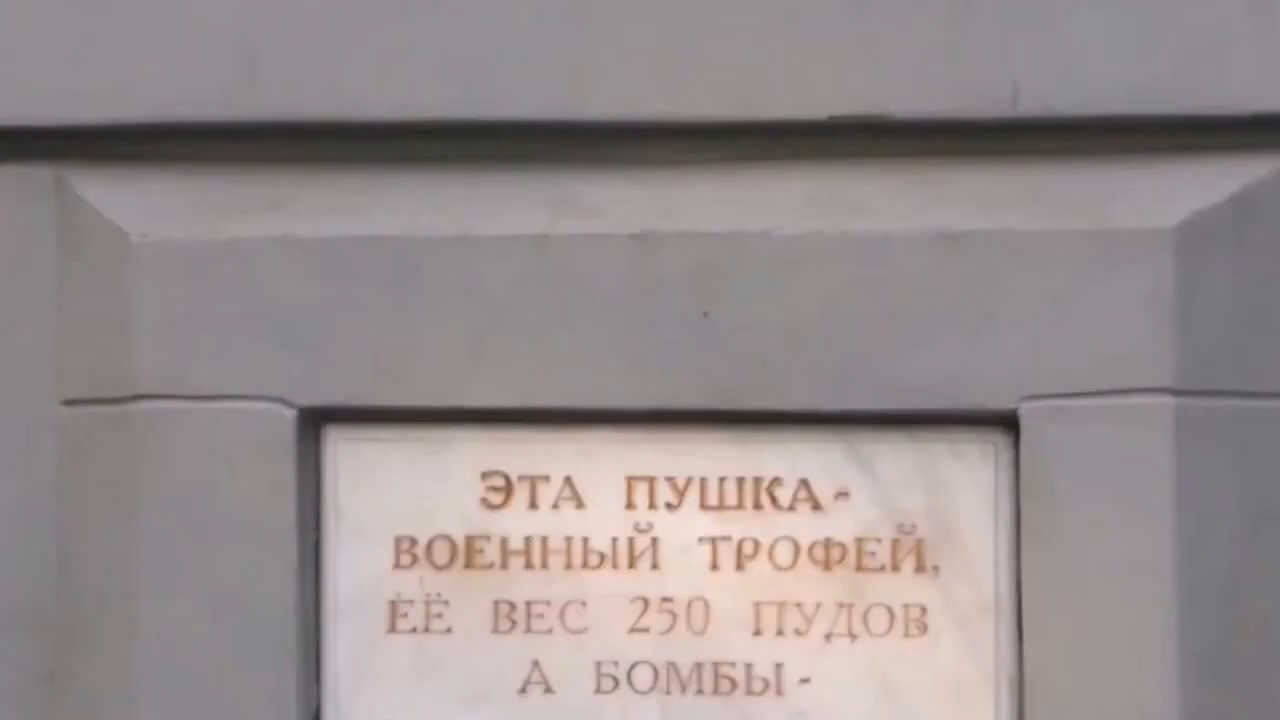 ЭТА ПУШКА-
ВОЕННЫЙ ТРОФЕЙ,
ЕЁ ВЕС 250 ПУДОВ
А БОМБЫ-